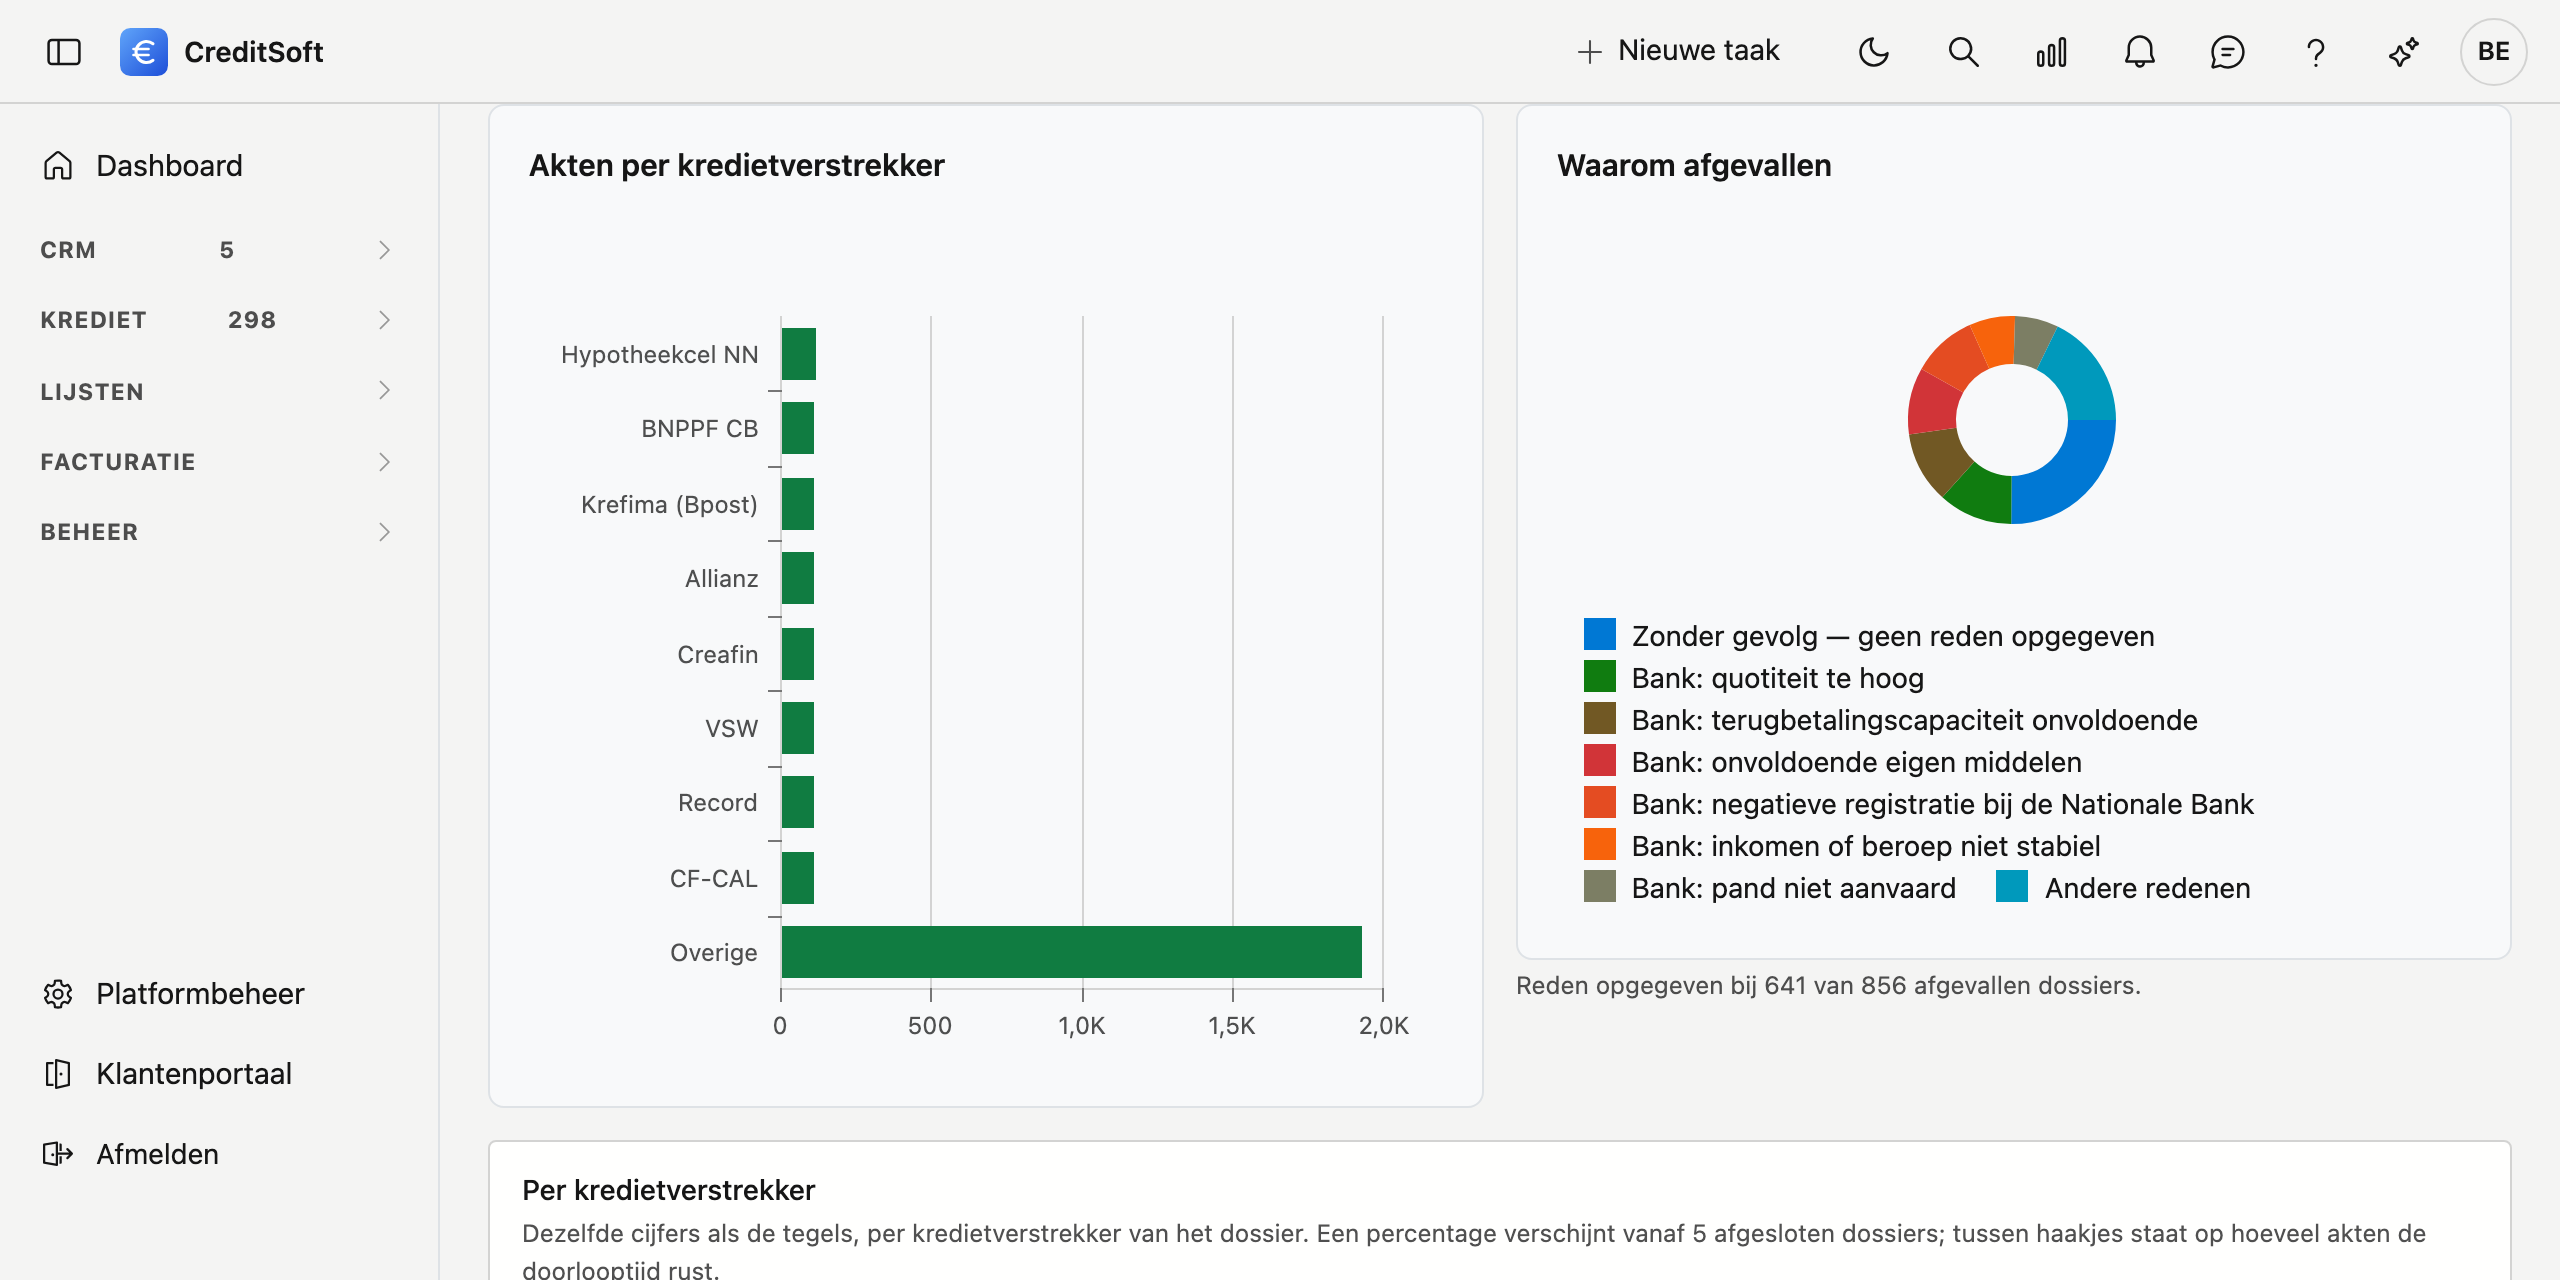 CreditSoft
Nieuwe taak
BE
Dashboard
CRM 5
KREDIET 298
LIJSTEN
FACTURATIE
BEHEER
Platformbeheer
Klantenportaal
Afmelden
Akten per kredietverstrekker
Hypotheekcel NN
BNPPF CB
Krefima (Bpost)
Allianz
Creafin
VSW
Record
CF-CAL
Overige
0 500 1,0K 1,5K 2,0K
Waarom afgevallen
Zonder gevolg — geen reden opgegeven
Bank: quotiteit te hoog
Bank: terugbetalingscapaciteit onvoldoende
Bank: onvoldoende eigen middelen
Bank: negatieve registratie bij de Nationale Bank
Bank: inkomen of beroep niet stabiel
Bank: pand niet aanvaard Andere redenen
Reden opgegeven bij 641 van 856 afgevallen dossiers.
Per kredietverstrekker
Dezelfde cijfers als de tegels, per kredietverstrekker van het dossier. Een percentage verschijnt vanaf 5 afgesloten dossiers; tussen haakjes staat op hoeveel akten de
doorlooptijd rust.